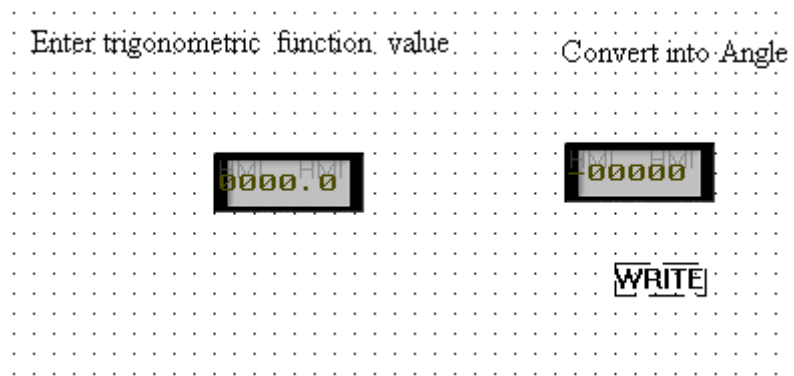 Enter trigonometric function value
Convert into Angle
HMI HMI
0000.0
HMI HMI
-00000
WRITE